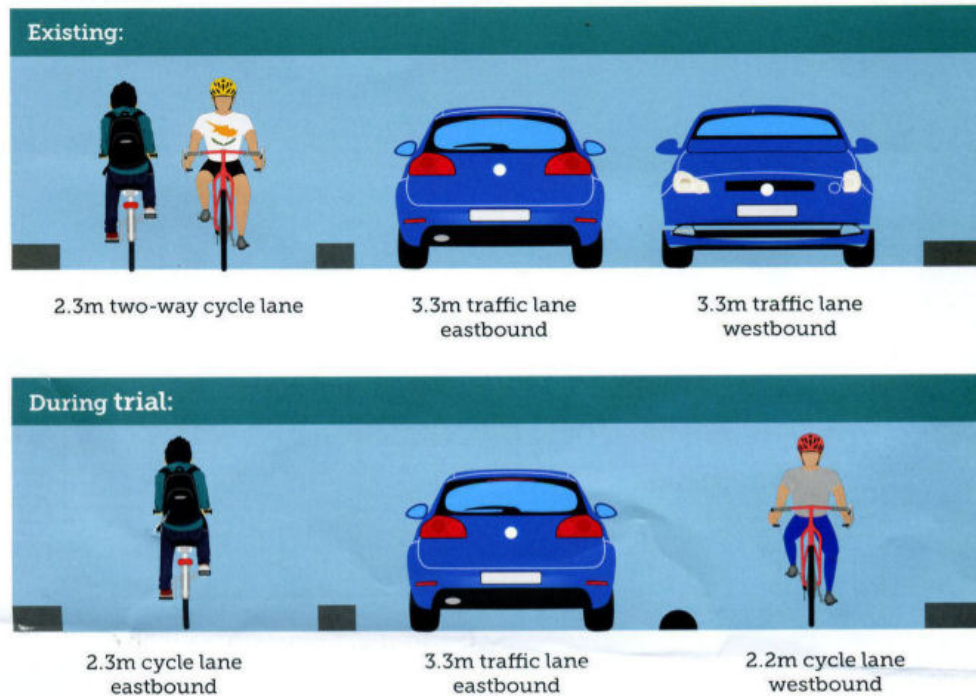 Existing:
2.3m two-way cycle lane
3.3m traffic lane
eastbound
3.3m traffic lane
westbound
During trial:
2.3m cycle lane
eastbound
3.3m traffic lane
eastbound
2.2m cycle lane
westbound